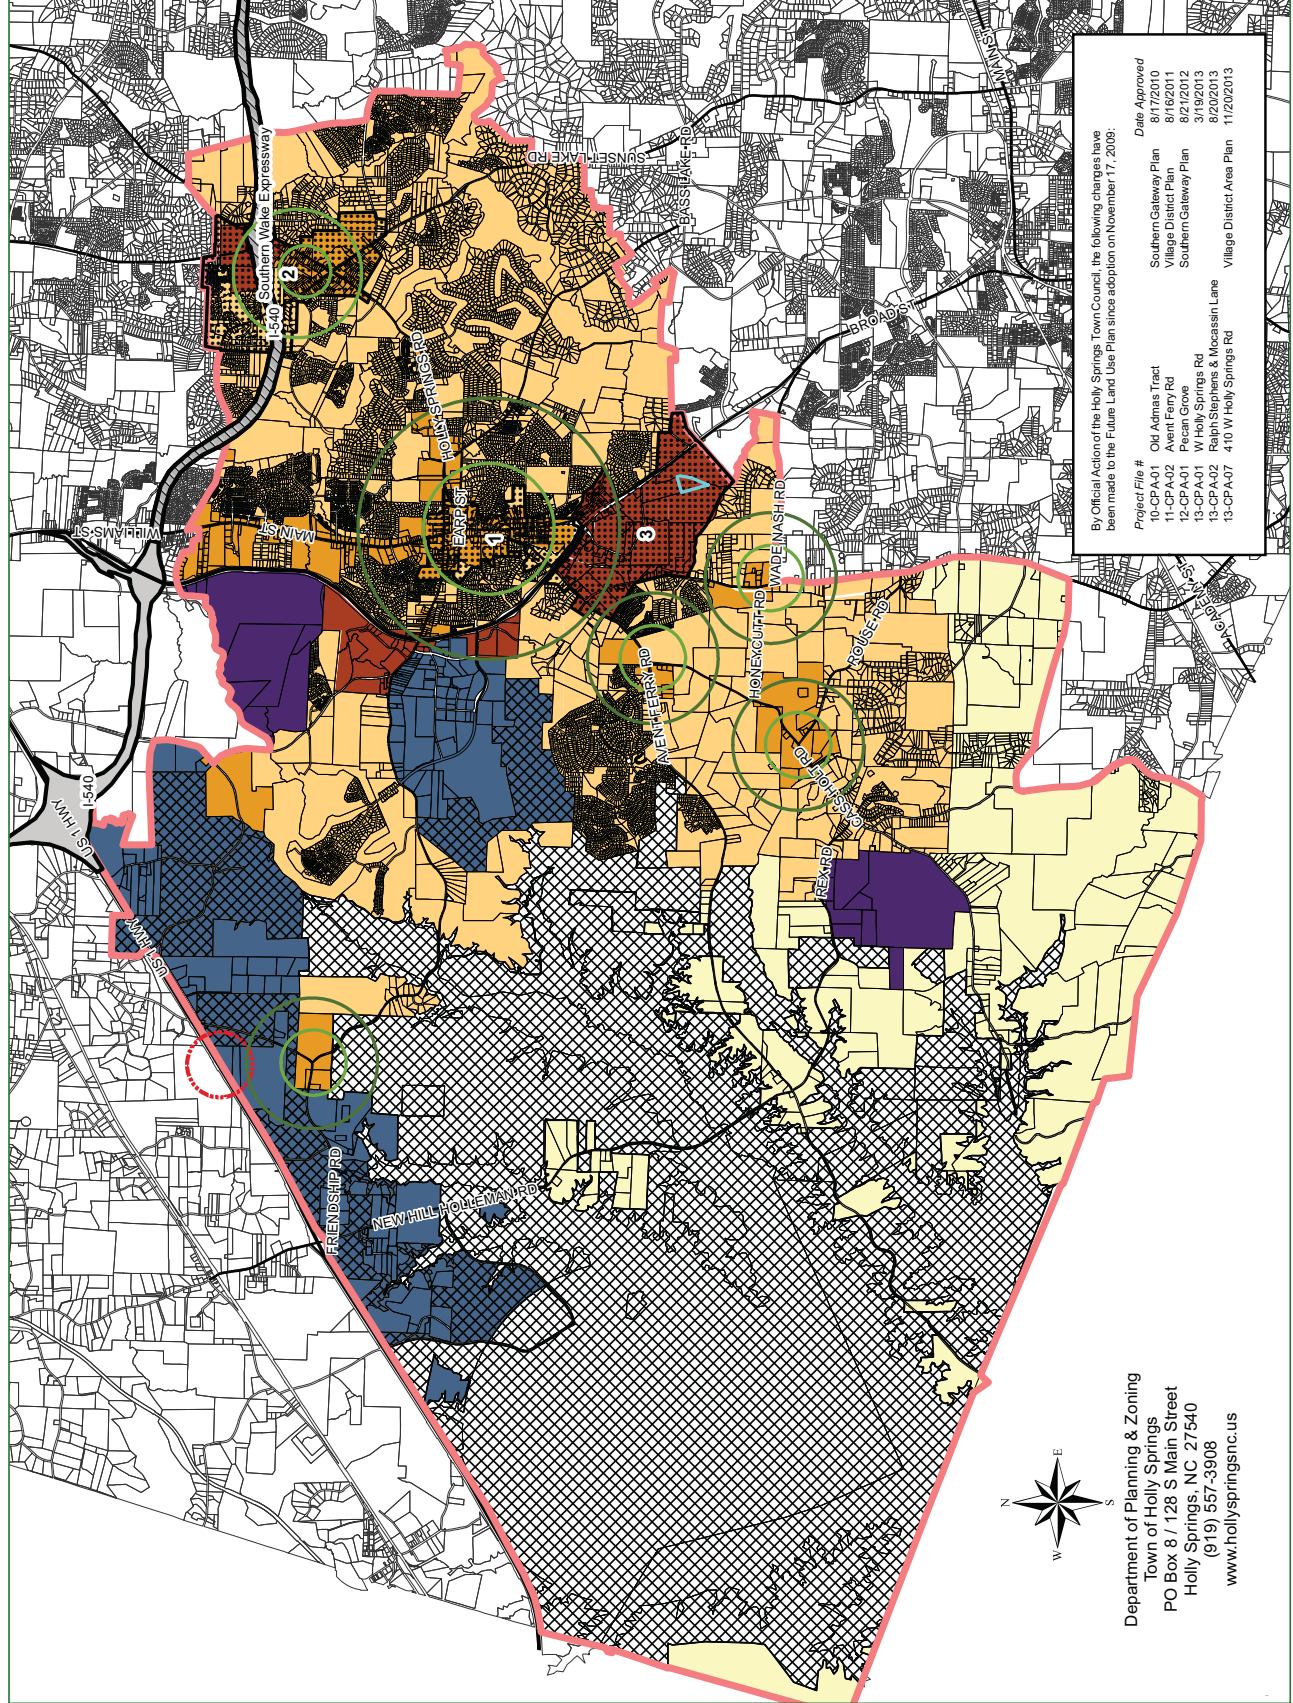 WILLIAMS ST
MAIN ST
I-540
Southern Wake Expressway
2
US 1 HWY
I-540
US 1 HWY
HOLLY SPRINGS RD
EARP ST
1
SUNSET LAKE RD
BASS LAKE RD
MAIN ST
3
BROAD ST
FRIENDSHIP RD
NEW HILL HOLLEMAN RD
AVENT FERRY RD
HONEYCUTT RD
WADE NASH RD
ROUSE RD
CASS HOLT RD
REX RD
By Official Action of the Holly Springs Town Council, the following changes have
been made to the Future Land Use Plan since adoption on November 17, 2009:
Project File # Date Approved
10-CPA-01 Old Admas Tract Southern Gateway Plan 8/17/2010
11-CPA-02 Avent Ferry Rd Village District Plan 8/16/2011
12-CPA-01 Pecan Grove Southern Gateway Plan 8/21/2012
13-CPA-01 W Holly Springs Rd 3/19/2013
13-CPA-02 Ralph Stephens & Mocassin Lane 8/20/2013
13-CPA-07 410 W Holly Springs Rd Village District Area Plan 11/20/2013
N
W E
S
Department of Planning & Zoning
Town of Holly Springs
PO Box 8 / 128 S Main Street
Holly Springs, NC 27540
(919) 557-3908
www.hollyspringsnc.us